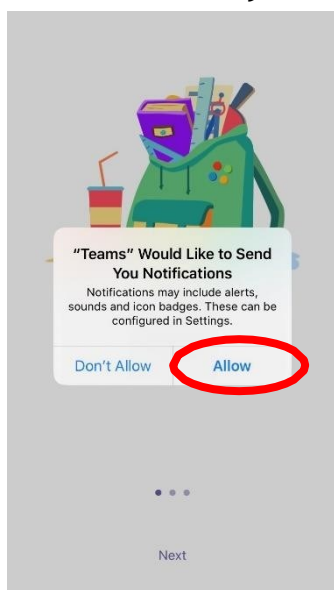 “Teams” Would Like to Send
You Notifications
Notifications may include alerts,
sounds and icon badges. These can be
configured in Settings.
Don’t Allow
Allow
Next